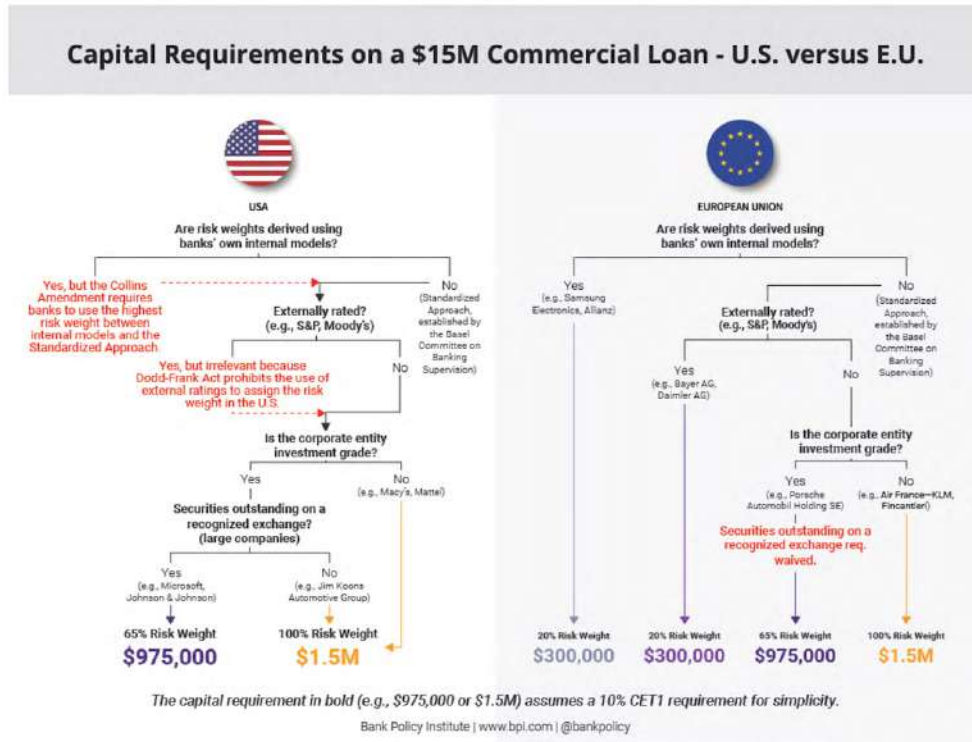 Capital Requirements on a $15M Commercial Loan - U.S. versus E.U.
USA
Are risk weights derived using
banks' own internal models?
Yes, but the Collins
Amendment requires
banks to use the highest
risk weight between
internal models and the
Standardized Approach
No
(Standardized
Approach,
established by
the Basel
Committee on
Banking
Supervision)
Externally rated?
(e.g., S&P, Moody's)
Yes, but irrelevant because
Dodd-Frank Act prohibits the use of
external ratings to assign the risk
weight in the U.S.
No
Is the corporate entity
investment grade?
Yes
No
(e.g., Macy's, Mattel)
Securities outstanding on a
recognized exchange?
(large companies)
Yes
(e.g., Microsoft,
Johnson & Johnson)
No
(e.g., Jim Koons
Automotive Group)
65% Risk Weight
$975,000
100% Risk Weight
$1.5M
EUROPEAN UNION
Are risk weights derived using
banks' own internal models?
Yes
(e.g., Samsung
Electronics, Allianz)
No
(Standardized
Approach,
established by
the Basel
Committee on
Banking
Supervision)
Externally rated?
(e.g., S&P, Moody's)
Yes
(e.g., Bayer AG,
Daimler AG)
No
Is the corporate entity
investment grade?
Yes
(e.g., Porsche
Automobil Holding SE)
No
(e.g., Air France—KLM,
Fincantieri)
Securities outstanding on a
recognized exchange req.
waived.
20% Risk Weight
$300,000
20% Risk Weight
$300,000
65% Risk Weight
$975,000
100% Risk Weight
$1.5M
The capital requirement in bold (e.g., $975,000 or $1.5M) assumes a 10% CET1 requirement for simplicity.
Bank Policy Institute | www.bpi.com | @bankpolicy